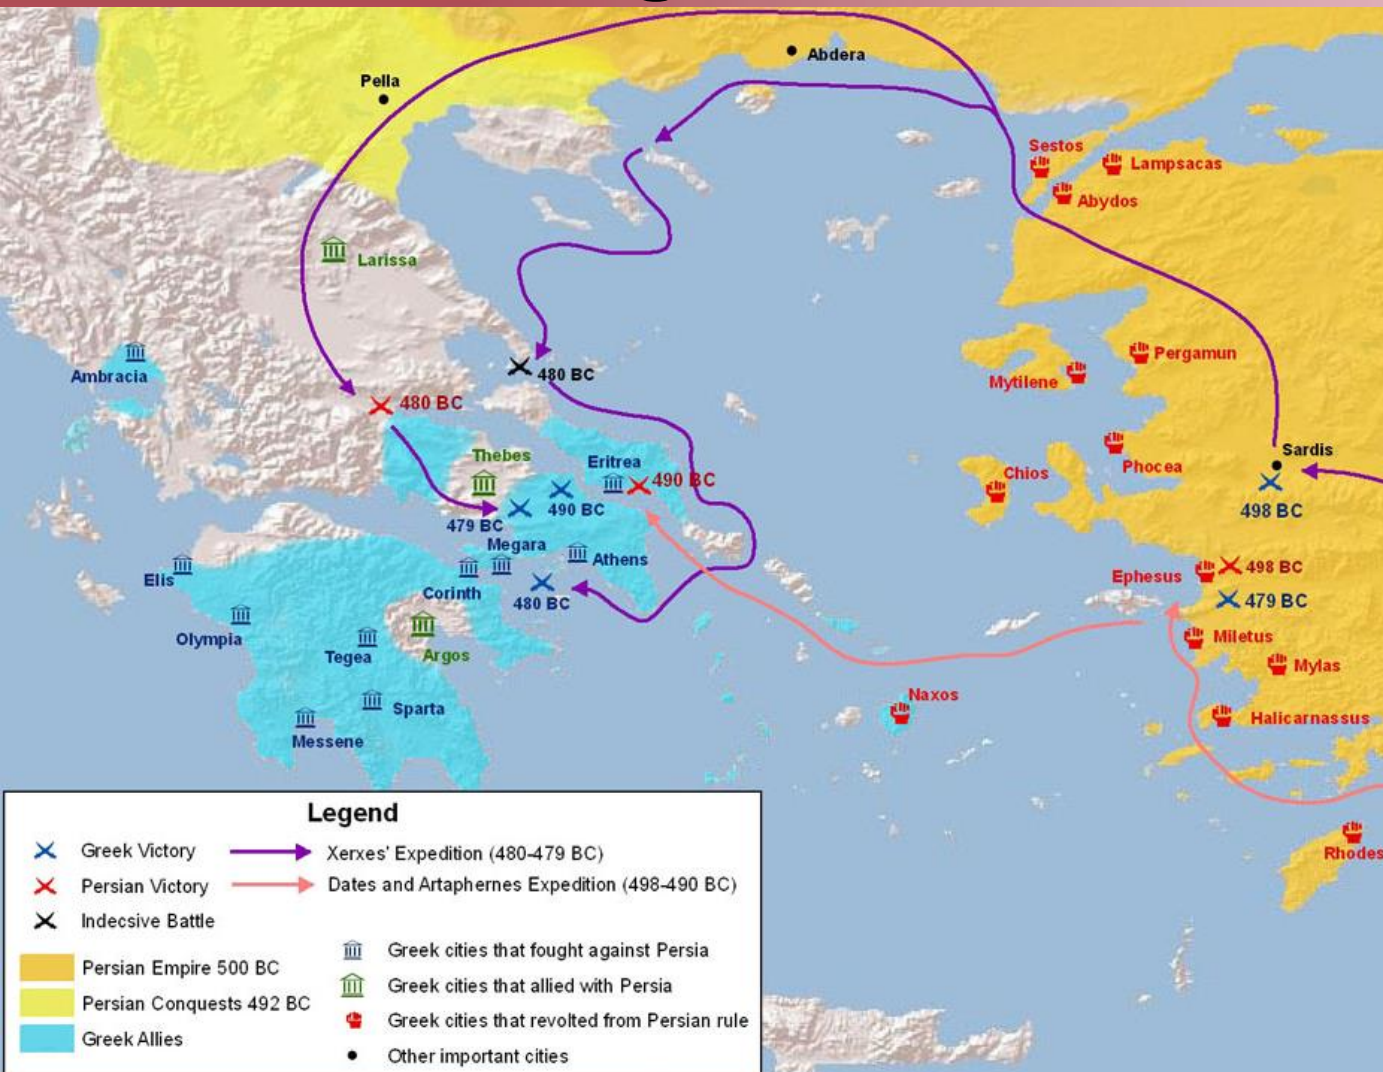 Abdera
Pella
Sestos
Lampsacas
Abydos
Larissa
Pergamun
Ambracia
480 BC
Mytilene
480 BC
Sardis
Thebes
Eritrea
Chios
Phocea
490 BC
498 BC
490 BC
479 BC
Megara
Athens
Elis
498 BC
Ephesus
Corinth
480 BC
479 BC
Olympia
Tegea
Argos
Miletus
Mylas
Naxos
Sparta
Halicarnassus
Messene
Rhodes
Legend
Greek Victory
Xerxes' Expedition (480-479 BC)
Persian Victory
Dates and Artaphernes Expedition (498-490 BC)
Indecsive Battle
Greek cities that fought against Persia
Persian Empire 500 BC
Greek cities that allied with Persia
Persian Conquests 492 BC
Greek cities that revolted from Persian rule
Greek Allies
Other important cities